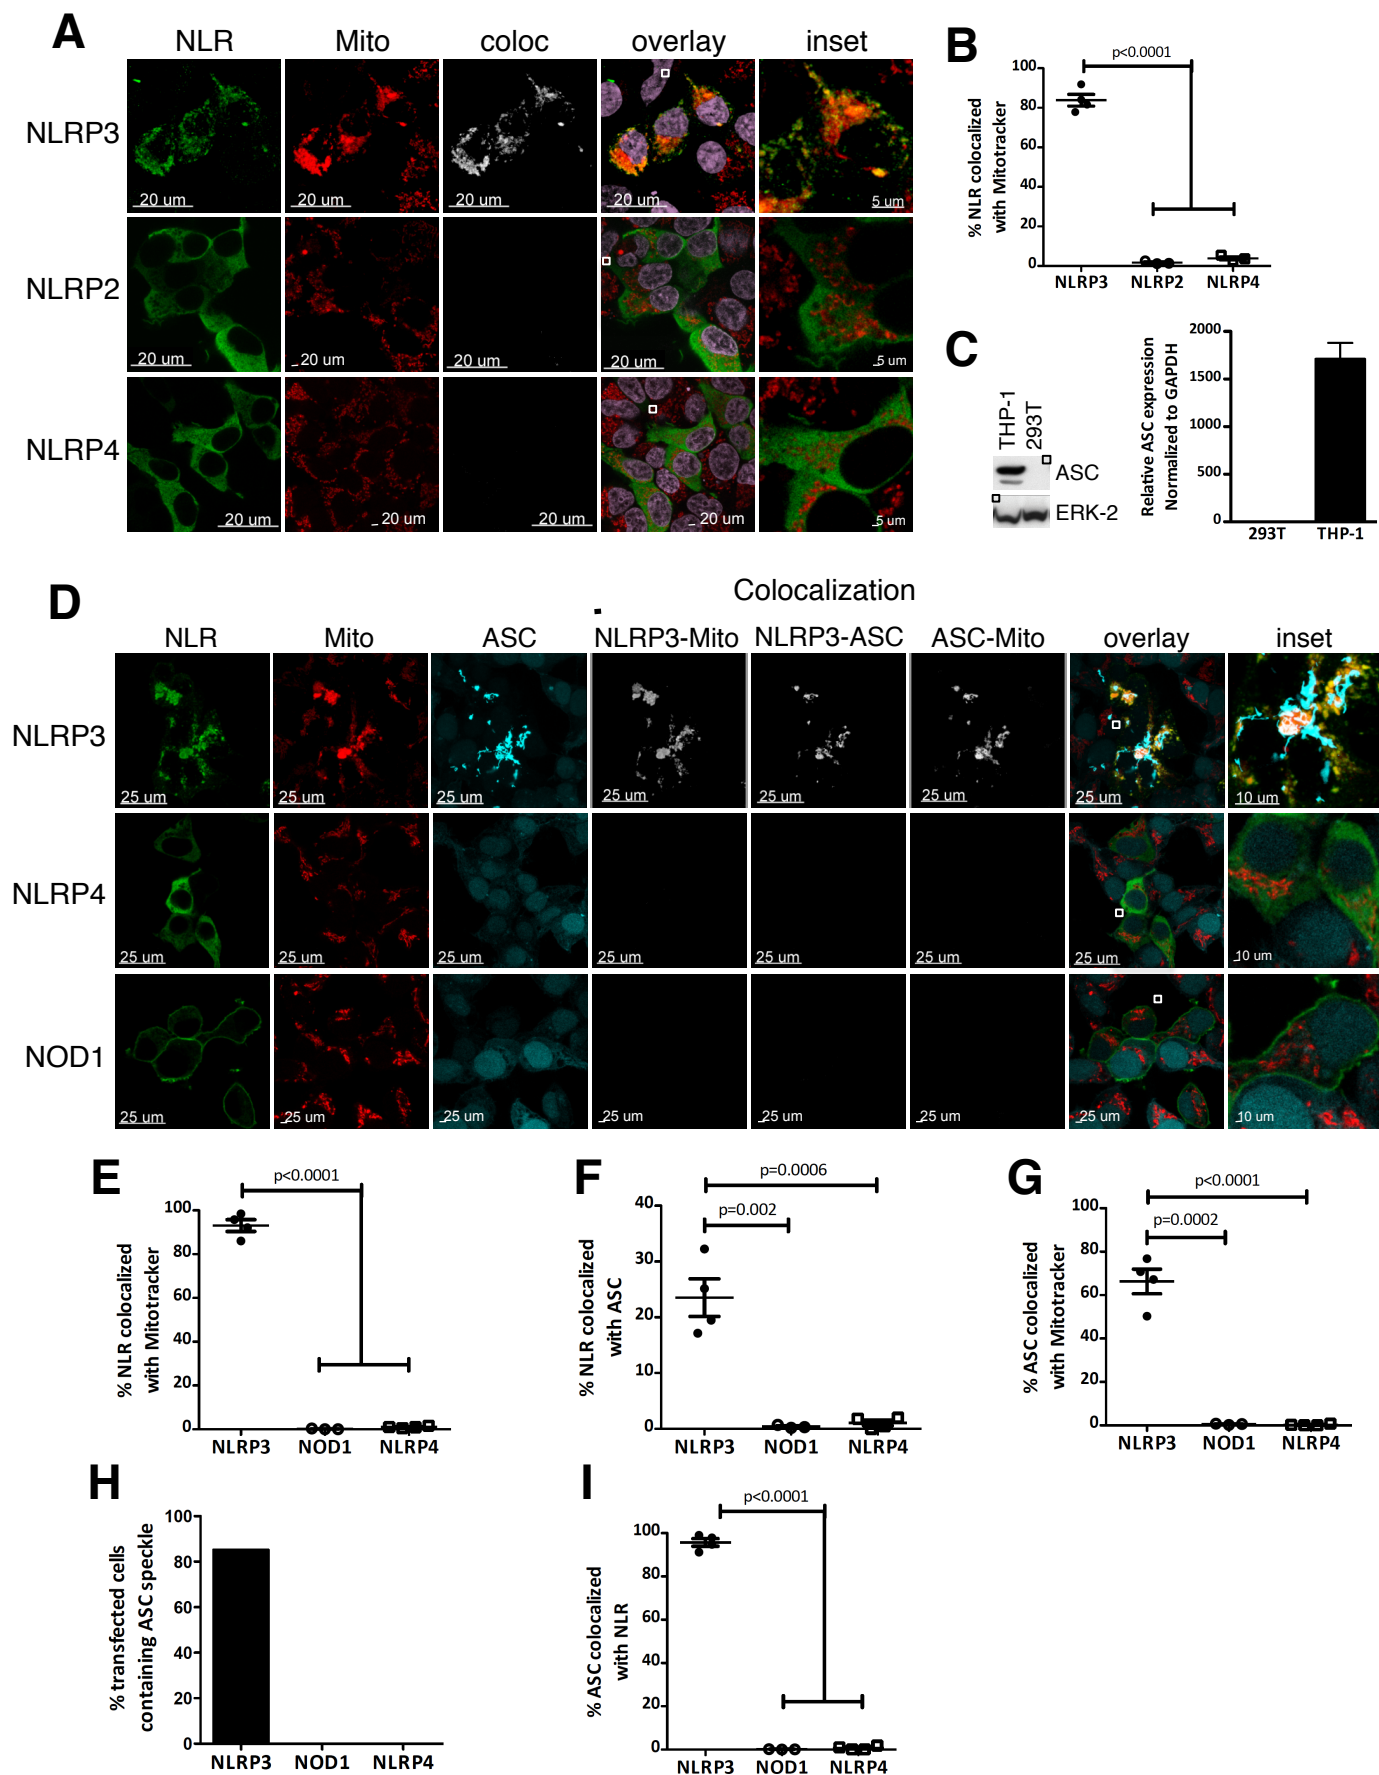 A
NLR Mito coloc overlay inset
NLRP3
20 um 20 um 20 um 20 um 5 um
NLRP2
20 um 20 um 20 um 20 um 5 um
NLRP4
20 um 20 um 20 um 20 um 5 um
B
p<0.0001
% NLR colocalized
with Mitotracker
100
80
60
40
20
0
NLRP3 NLRP2 NLRP4
C
THP-1
293T
ASC
ERK-2
Relative ASC expression
Normalized to GAPDH
2000
1500
1000
500
0
293T THP-1
D
Colocalization
NLR Mito ASC NLRP3-Mito NLRP3-ASC ASC-Mito overlay inset
NLRP3
25 um 25 um 25 um 25 um 25 um 25 um 25 um 10 um
NLRP4
25 um 25 um 25 um 25 um 25 um 25 um 25 um 10 um
NOD1
25 um 25 um 25 um 25 um 25 um 25 um 25 um 10 um
E
p<0.0001
% NLR colocalized
with Mitotracker
100
80
60
40
20
0
NLRP3 NOD1 NLRP4
F
p=0.0006
p=0.002
% NLR colocalized
with ASC
40
30
20
10
0
NLRP3 NOD1 NLRP4
G
p<0.0001
p=0.0002
% ASC colocalized
with Mitotracker
100
80
60
40
20
0
NLRP3 NOD1 NLRP4
H
% transfected cells
containing ASC speckle
100
80
60
40
20
0
NLRP3 NOD1 NLRP4
I
p<0.0001
% ASC colocalized
with NLR
100
80
60
40
20
0
NLRP3 NOD1 NLRP4